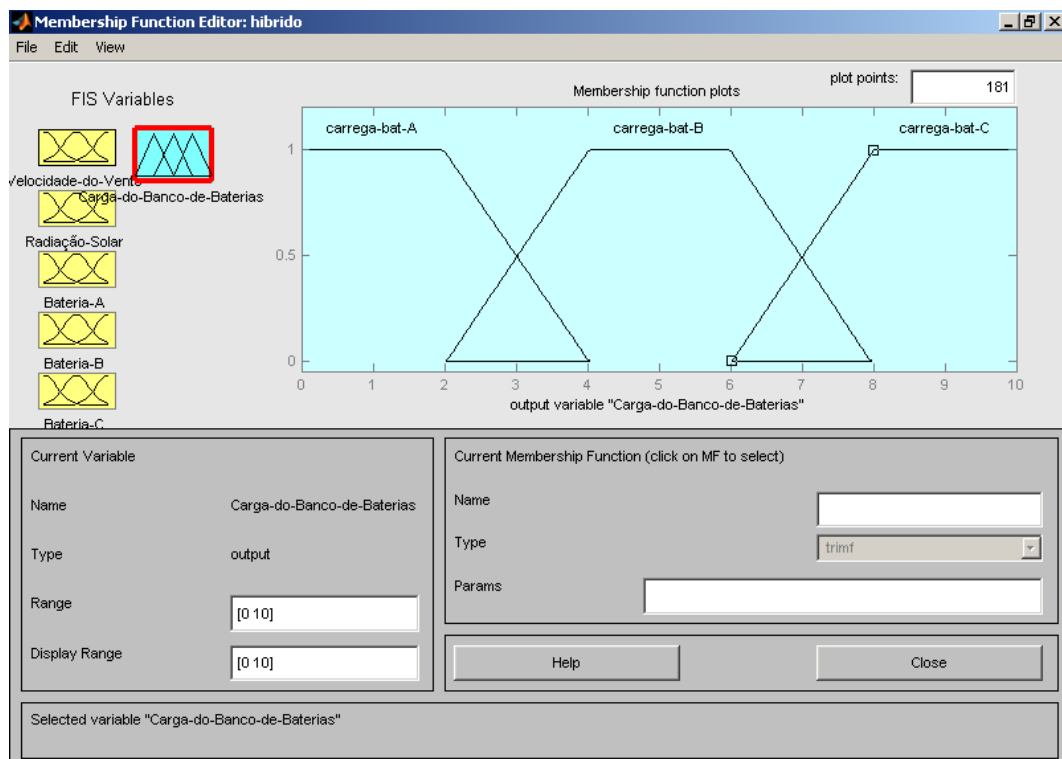 Membership Function Editor: hibrido
File Edit View
FIS Variables
Velocidade-do-Vento
Carga-do-Banco-de-Baterias
Radiação-Solar
Bateria-A
Bateria-B
Bateria-C
Membership function plots
plot points:
181
carrega-bat-A
carrega-bat-B
carrega-bat-C
1
0.5
0
0 1 2 3 4 5 6 7 8 9 10
output variable "Carga-do-Banco-de-Baterias"
Current Variable
Name Carga-do-Banco-de-Baterias
Type output
Range [0 10]
Display Range [0 10]
Current Membership Function (click on MF to select)
Name
Type trimf
Params
Help Close
Selected variable "Carga-do-Banco-de-Baterias"